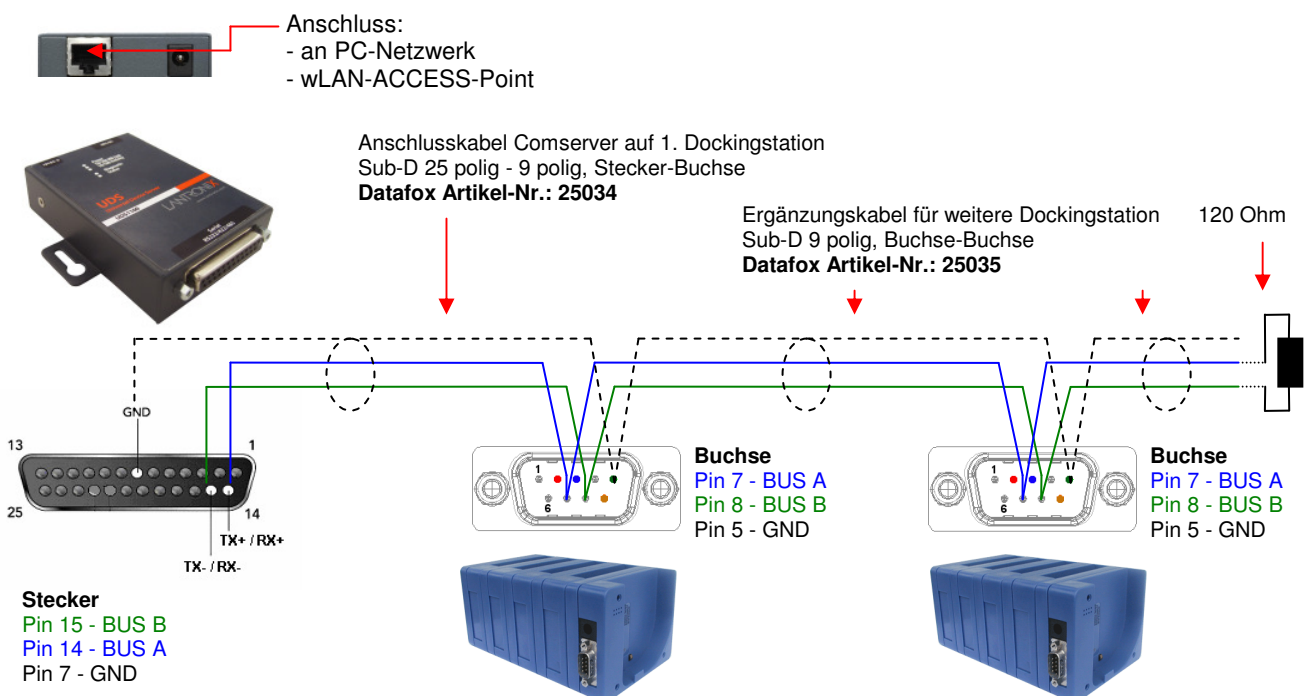 Anschluss:
- an PC-Netzwerk
- wLAN-ACCESS-Point
Anschlusskabel Comserver auf 1. Dockingstation
Sub-D 25 polig - 9 polig, Stecker-Buchse
Datafox Artikel-Nr.: 25034
Ergänzungskabel für weitere Dockingstation
Sub-D 9 polig, Buchse-Buchse
Datafox Artikel-Nr.: 25035
120 Ohm
UDS
LANTRONIX
GND
13
1
25
14
TX+ / RX+
TX- / RX-
Stecker
Pin 15 - BUS B
Pin 14 - BUS A
Pin 7 - GND
1
6
Buchse
Pin 7 - BUS A
Pin 8 - BUS B
Pin 5 - GND
1
6
Buchse
Pin 7 - BUS A
Pin 8 - BUS B
Pin 5 - GND